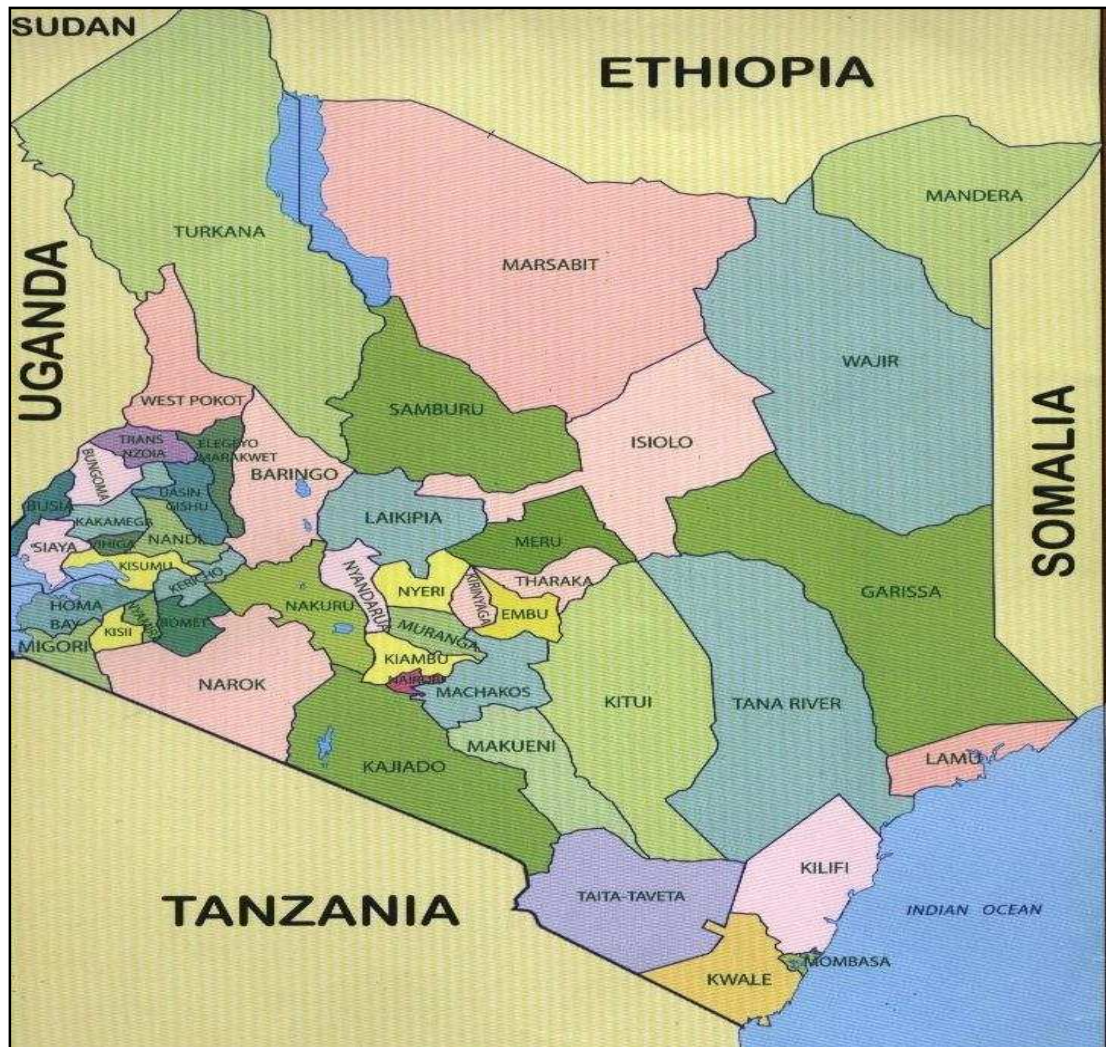 SUDAN
ETHIOPIA
MANDERA
TURKANA
MARSABIT
UGANDA
WAJIR
WEST POKOT
SAMBURU
SOMALIA
TRANS
NZOIA
ELEGEYO
MARAKWET
ISIOLO
BUNGOMA
BARINGO
UASIN
GISHU
BUSIA
KAKAMEGA
LAIKIPIA
SIAYA
VIHIGA
NANDI
MERU
KISUMU
KERICHO
NYANDARUA
NYERI
KIRINYAGA
THARAKA
GARISSA
HOMA
BAY
NYAMIRA
BOMET
NAKURU
EMBU
KISII
MURANGA
MIGORI
KIAMBU
NAIROBI
NAROK
MACHAKOS
KITUI
TANA RIVER
MAKUENI
KAJIADO
LAMU
KILIFI
TAITA-TAVETA
TANZANIA
INDIAN OCEAN
MOMBASA
KWALE